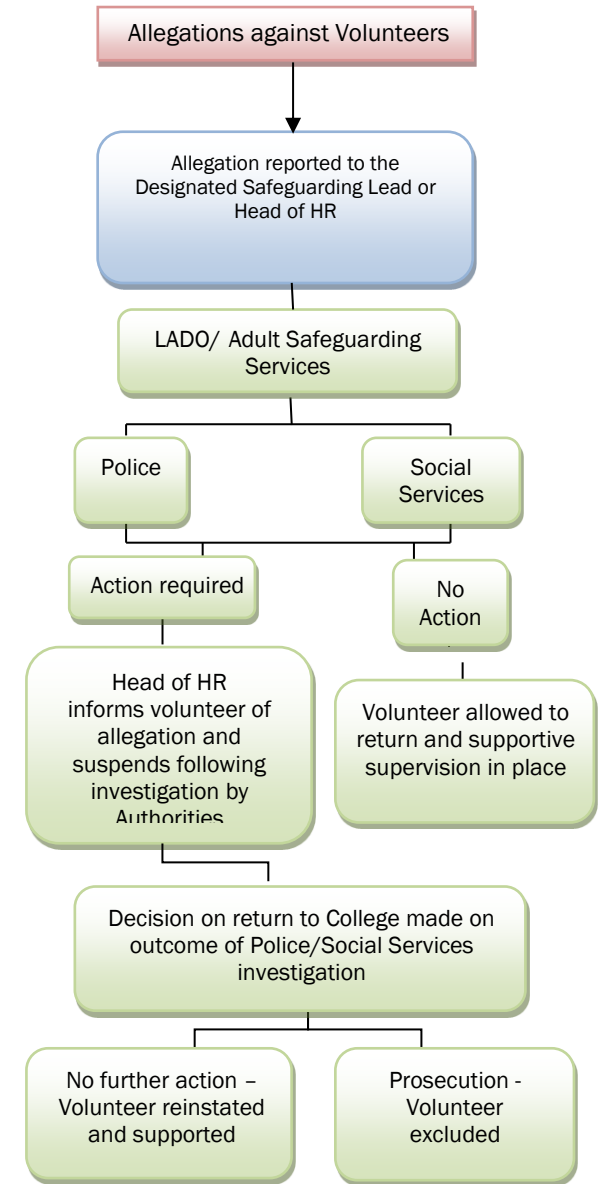 Allegations against Volunteers
Allegation reported to the
Designated Safeguarding Lead or
Head of HR
LADO/ Adult Safeguarding
Services
Police
Social
Services
Action required
No
Action
Head of HR
informs volunteer of
allegation and
suspends following
investigation by
Authorities
Volunteer allowed to
return and supportive
supervision in place
Decision on return to College made on
outcome of Police/Social Services
investigation
No further action –
Volunteer reinstated
and supported
Prosecution -
Volunteer
excluded